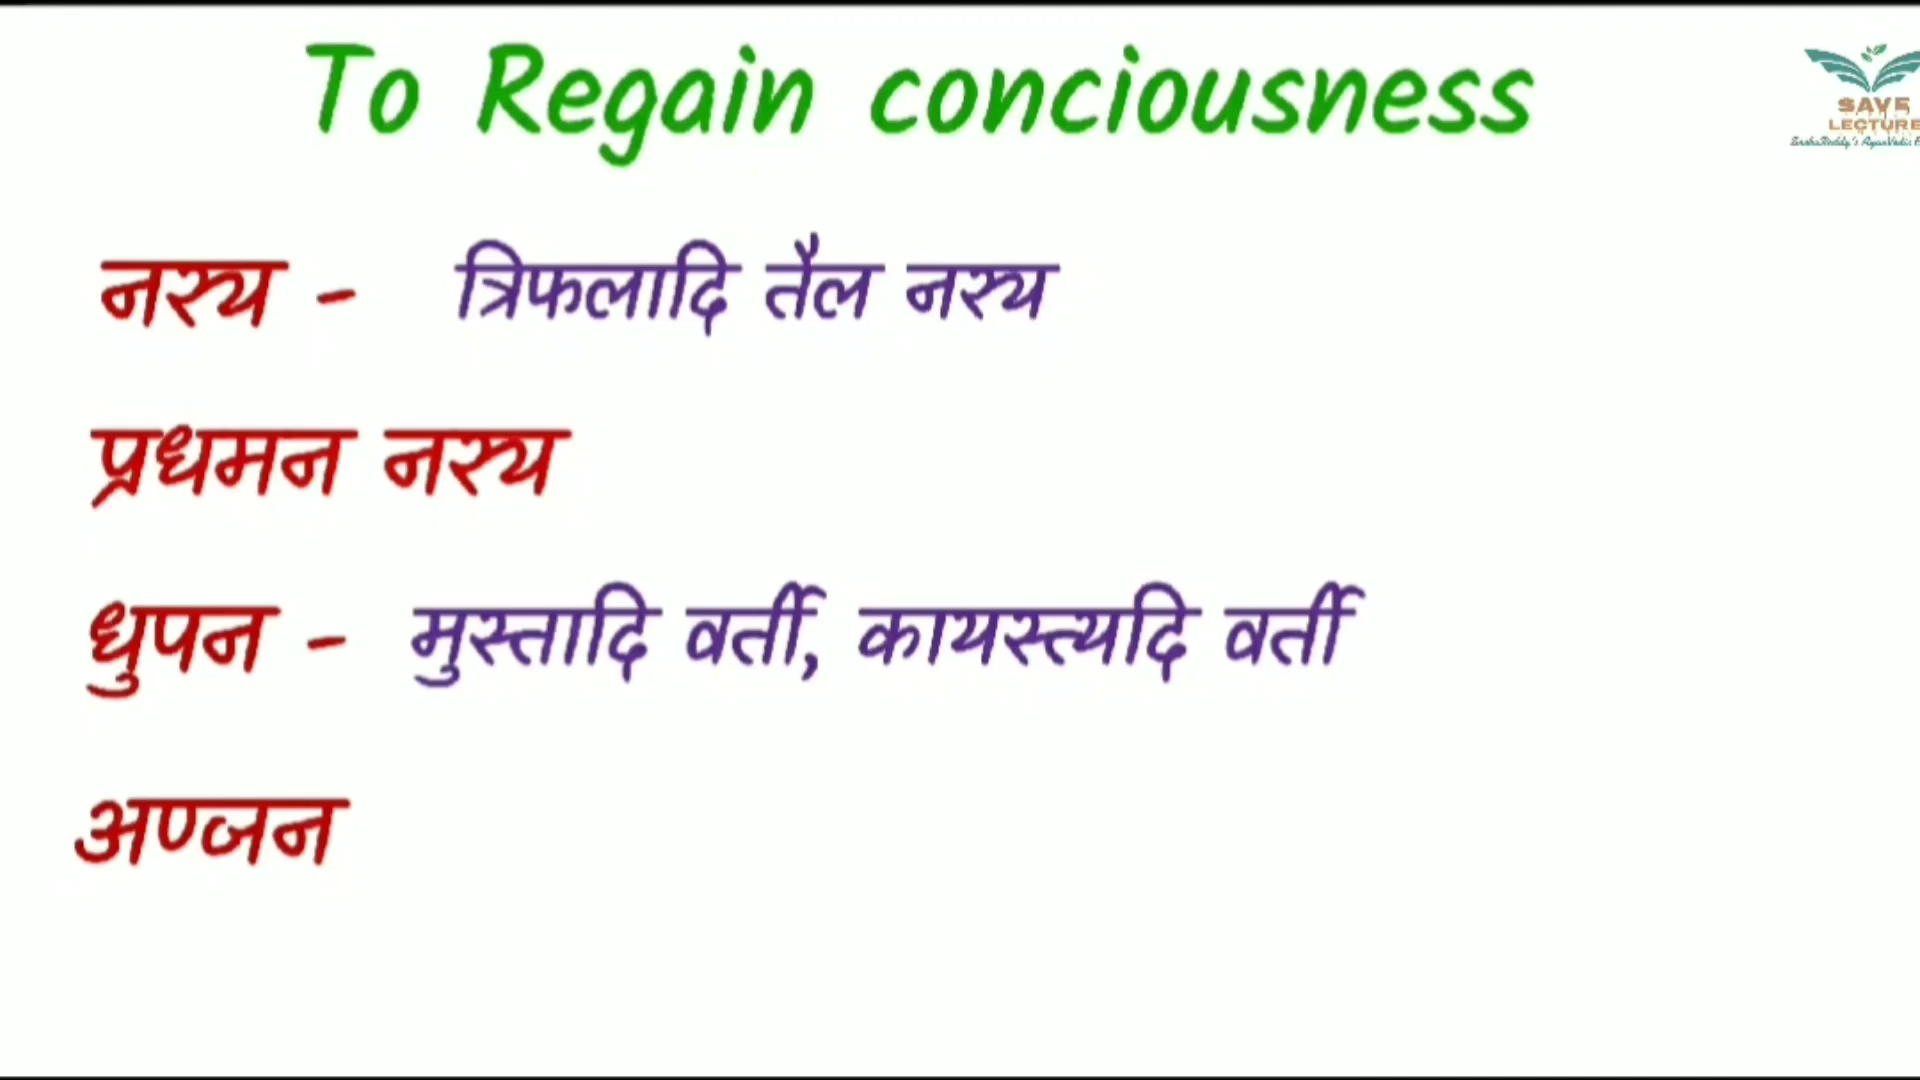 To Regain conciousness
SAVE
LECTURE
नस्य - त्रिफलादि तैल नस्य
प्रधमन नस्य
धुपन - मुस्तादि वर्ती, कायस्त्यदि वर्ती
अण्जन